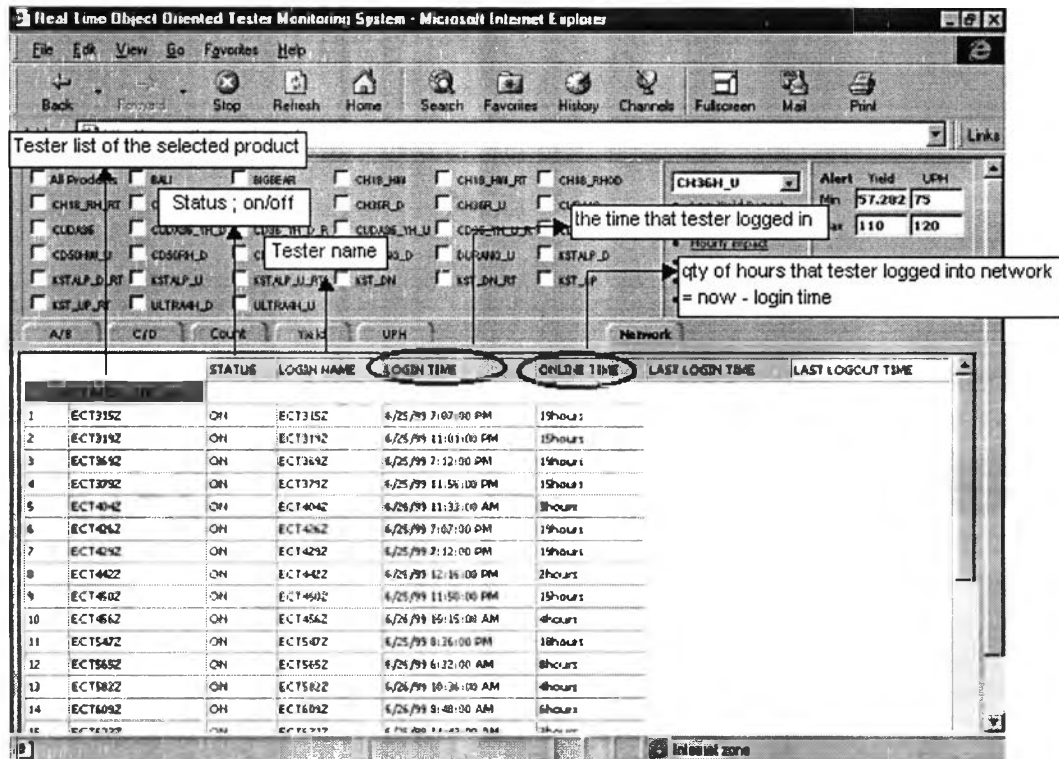 Real Time Object Oriented Tester Monitoring System - Microsoft Internet Explorer
File Edit View Go Favorites Help
Back Forward Stop Refresh Home Search Favorites History Channels Fullscreen Mail Print
Links
Tester list of the selected product
All Products BALI BIGBEAR CH18_HM CH18_HM_RT CH18_RHOD CH36H_U Alert Yield UPH
CH18_RH_RT CH36R_D CH36R_U Min 57.282 75
Status ; on/off
the time that tester logged in
CUDA36 CUDA36_YH_U 110 120
Tester name
Hourly impact
CD50HM_U CD50RH_D DURANG_U KSTALP_D
qty of hours that tester logged into network
= now - login time
KSTALP_D_RT KSTALP_U KSTALP_U_RT KST_DN KST_DN_RT KST_UP
KST_UP_RT ULTRA4H_D ULTRA4H_U
A/B C/D Count Yield UPH Network
STATUS LOGIN NAME LOGIN TIME ONLINE TIME LAST LOGIN TIME LAST LOGOUT TIME
1 ECT315Z ON ECT315Z 6/25/99 7:07:00 PM 19hours
2 ECT319Z ON ECT319Z 6/25/99 11:01:00 PM 15hours
3 ECT369Z ON ECT369Z 6/25/99 7:12:00 PM 19hours
4 ECT379Z ON ECT379Z 6/25/99 11:56:00 PM 15hours
5 ECT404Z ON ECT404Z 6/26/99 11:33:00 AM 3hours
6 ECT426Z ON ECT426Z 6/25/99 7:07:00 PM 19hours
7 ECT429Z ON ECT429Z 6/25/99 7:12:00 PM 19hours
8 ECT442Z ON ECT442Z 6/26/99 12:16:00 PM 2hours
9 ECT450Z ON ECT450Z 6/25/99 11:50:00 PM 15hours
10 ECT456Z ON ECT456Z 6/26/99 10:15:00 AM 4hours
11 ECT547Z ON ECT547Z 6/25/99 8:26:00 PM 18hours
12 ECT565Z ON ECT565Z 6/26/99 6:32:00 AM 8hours
13 ECT582Z ON ECT582Z 6/26/99 10:36:00 AM 4hours
14 ECT609Z ON ECT609Z 6/26/99 8:48:00 AM 6hours
15
Internet zone